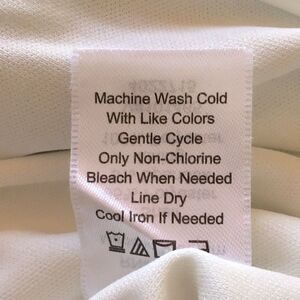 Machine Wash Cold
With Like Colors
Gentle Cycle
Only Non-Chlorine
Bleach When Needed
Line Dry
Cool Iron If Needed